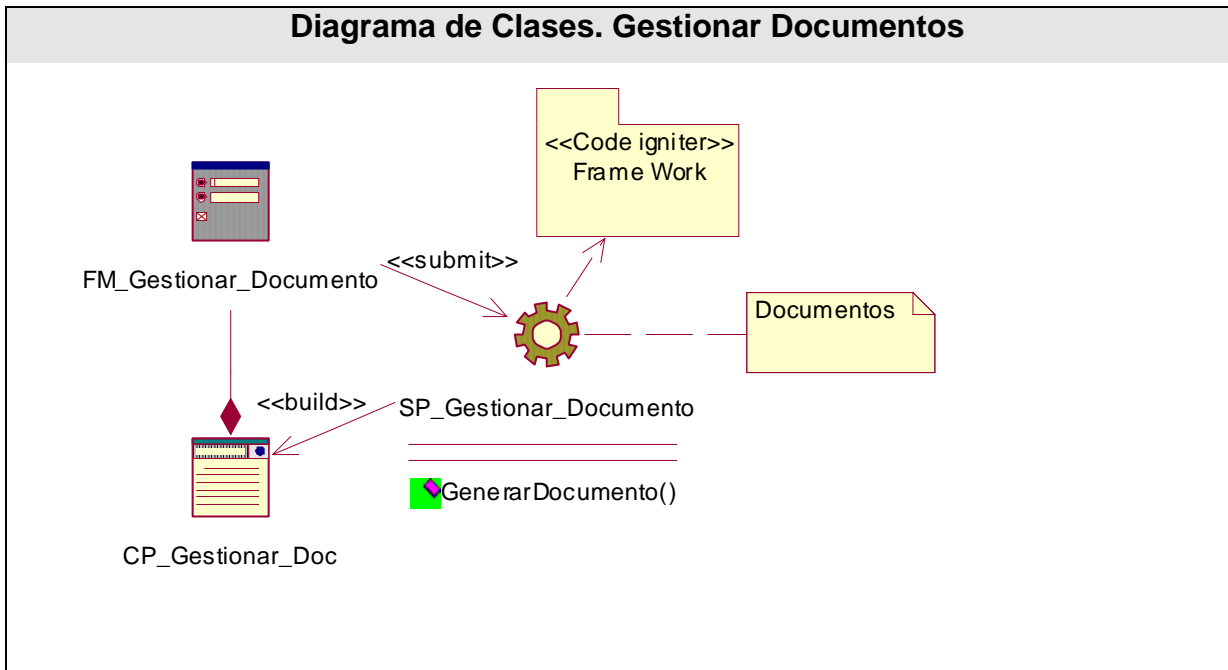 Diagrama de Clases. Gestionar Documentos
<<Code igniter>>
Frame Work
<<submit>>
FM_Gestionar_Documento
Documentos
<<build>>
SP_Gestionar_Documento
GenerarDocumento()
CP_Gestionar_Doc